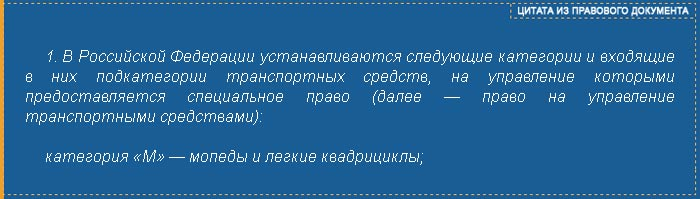 ЦИТАТА ИЗ ПРАВОВОГО ДОКУМЕНТА
1. В Российской Федерации устанавливаются следующие категории и входящие
в них подкатегории транспортных средств, на управление которыми
предоставляется специальное право (далее — право на управление
транспортными средствами):
категория «М» — мопеды и легкие квадрициклы;